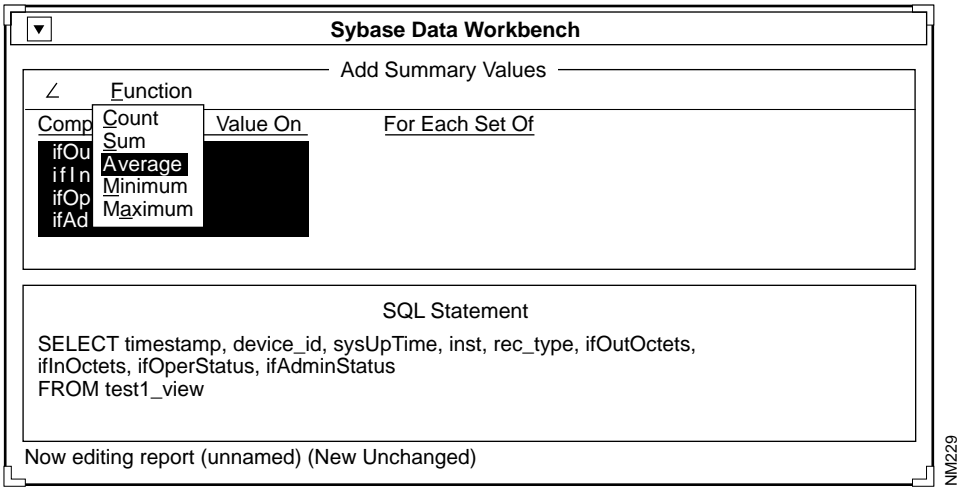 Sybase Data Workbench
Add Summary Values
∠ Function
Comp Value On For Each Set Of
Count
Sum
Average
Minimum
Maximum
ifOu
ifIn
ifOp
ifAd
SQL Statement
SELECT timestamp, device_id, sysUpTime, inst, rec_type, ifOutOctets,
ifInOctets, ifOperStatus, ifAdminStatus
FROM test1_view
Now editing report (unnamed) (New Unchanged)
NM229